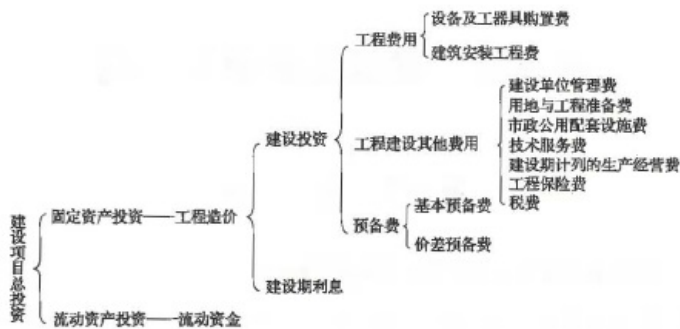 建设项目总投资
固定资产投资
工程造价
建设投资
工程费用
设备及工器具购置费
建筑安装工程费
工程建设其他费用
建设单位管理费
用地与工程准备费
市政公用配套设施费
技术服务费
建设期计列的生产经营费
工程保险费
税费
预备费
基本预备费
价差预备费
建设期利息
流动资产投资
流动资金